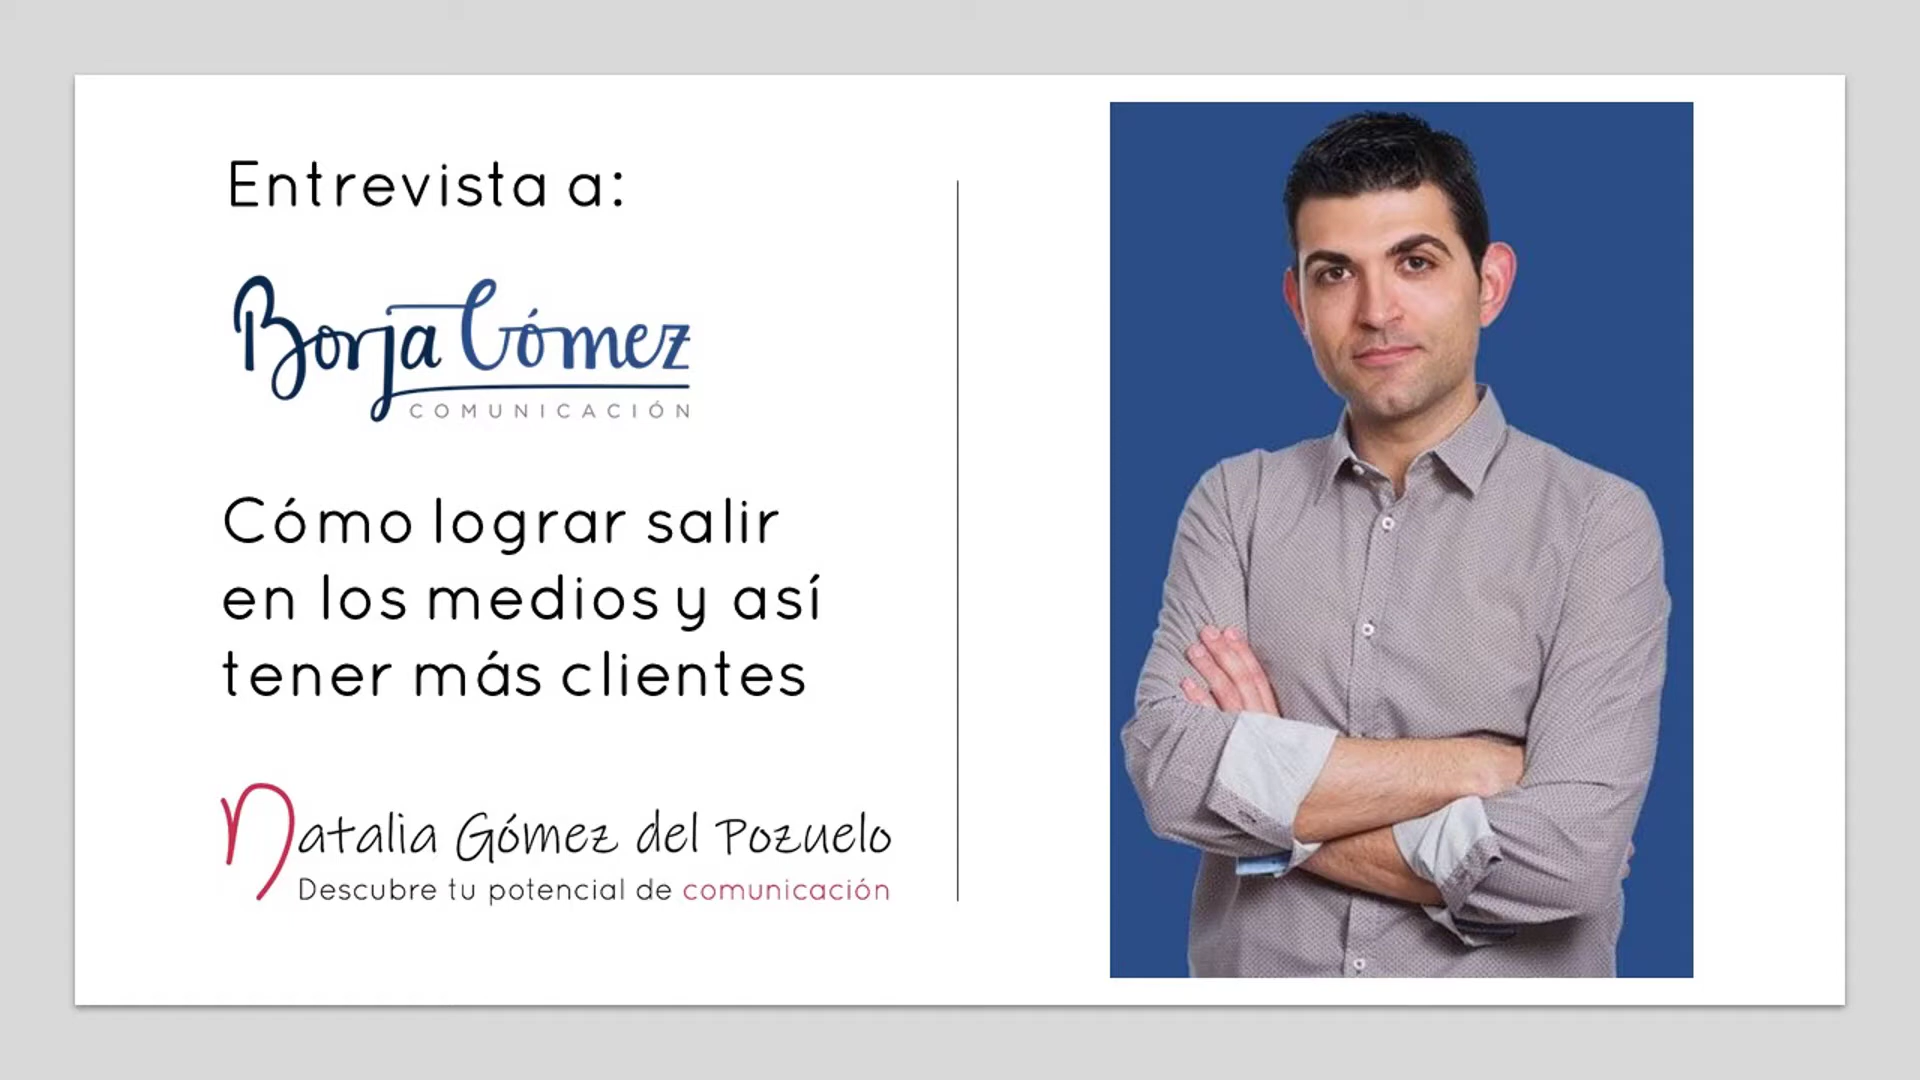 Entrevista a:
Borja Gómez
COMUNICACIÓN
Cómo lograr salir
en los medios y así
tener más clientes
Natalia Gómez del Pozuelo
Descubre tu potencial de comunicación